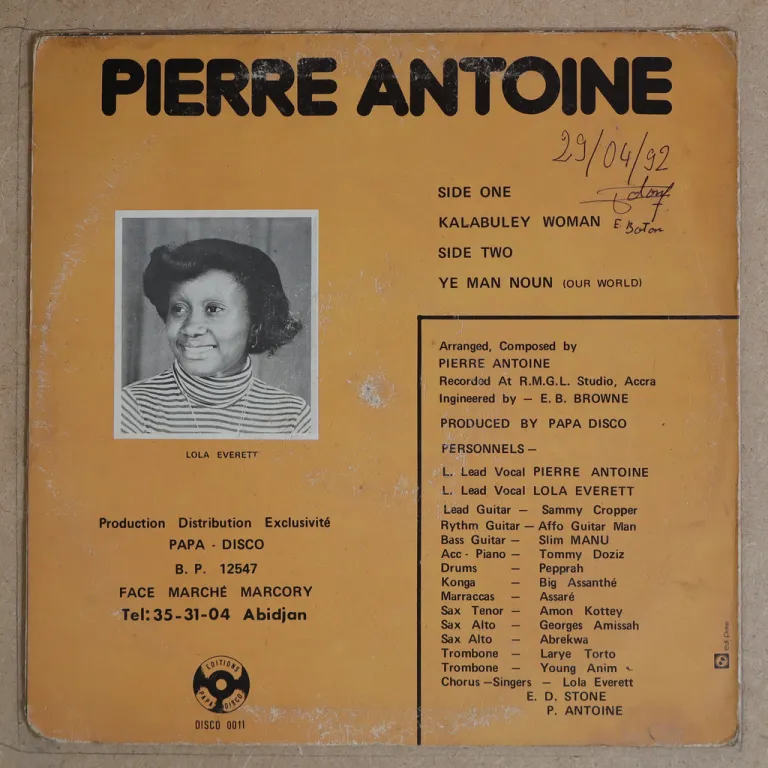 PIERRE ANTOINE
29/04/92
SIDE ONE
KALABULEY WOMAN
E Boton
SIDE TWO
YE MAN NOUN (OUR WORLD)
LOLA EVERETT
Production Distribution Exclusivité
PAPA - DISCO
B. P. 12547
FACE MARCHÉ MARCORY
Tel: 35-31-04 Abidjan
EDITIONS
PAPA DISCO
DISCO 0011
Arranged, Composed by
PIERRE ANTOINE
Recorded At R.M.G.L. Studio, Accra
Ingineered by — E. B. BROWNE
PRODUCED BY PAPA DISCO
PERSONNELS —
L. Lead Vocal PIERRE ANTOINE
L. Lead Vocal LOLA EVERETT
Lead Guitar — Sammy Cropper
Rythm Guitar — Affo Guitar Man
Bass Guitar — Slim MANU
Acc - Piano — Tommy Doziz
Drums — Pepprah
Konga — Big Assanthé
Marraccas — Assaré
Sax Tenor — Amon Kottey
Sax Alto — Georges Amissah
Sax Alto — Abrekwa
Trombone — Larye Torto
Trombone — Young Anim
Chorus —Singers — Lola Everett
E. D. STONE
P. ANTOINE